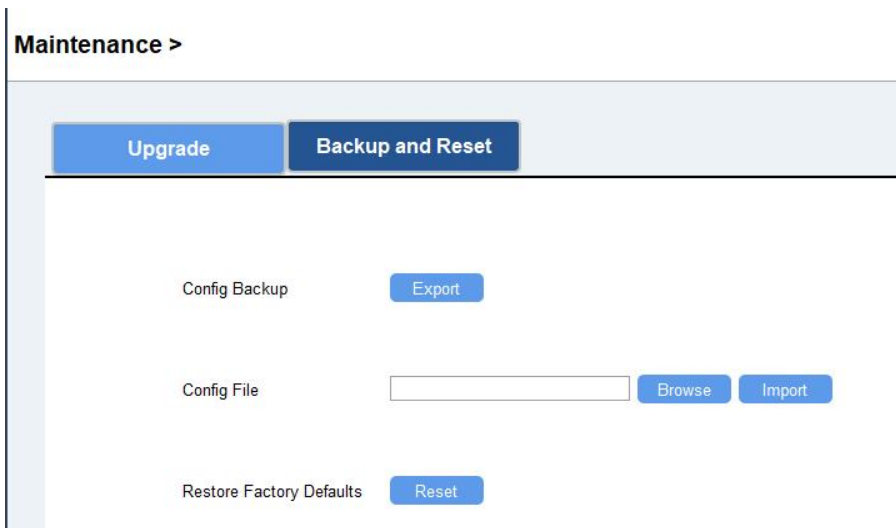 Maintenance >
Upgrade
Backup and Reset
Config Backup
Export
Config File
Browse
Import
Restore Factory Defaults
Reset